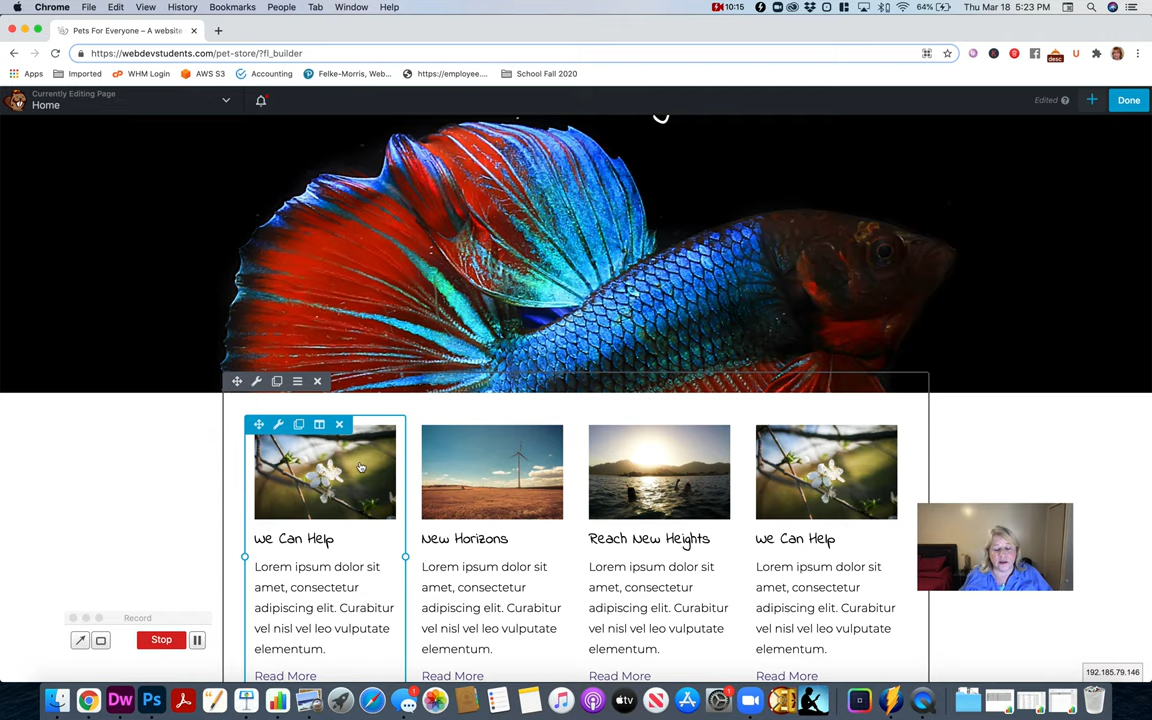 Chrome File Edit View History Bookmarks People Tab Window Help
10:15
64%
Thu Mar 18 5:23 PM
Pets For Everyone – A website
https://webdevstudents.com/pet-store/?fl_builder
Apps Imported WHM Login AWS S3 Accounting Felke-Morris, Web... https://employee.... School Fall 2020
desc
Currently Editing Page
Home
Edited
Done
We Can Help
Lorem ipsum dolor sit
amet, consectetur
adipiscing elit. Curabitur
vel nisl vel leo vulputate
elementum.
Read More
New Horizons
Lorem ipsum dolor sit
amet, consectetur
adipiscing elit. Curabitur
vel nisl vel leo vulputate
elementum.
Read More
Reach New Heights
Lorem ipsum dolor sit
amet, consectetur
adipiscing elit. Curabitur
vel nisl vel leo vulputate
elementum.
Read More
We Can Help
Lorem ipsum dolor sit
amet, consectetur
adipiscing elit. Curabitur
vel nisl vel leo vulputate
elementum.
Read More
Record
Stop
192.185.79.146
Dw
Ps
tv
1
1